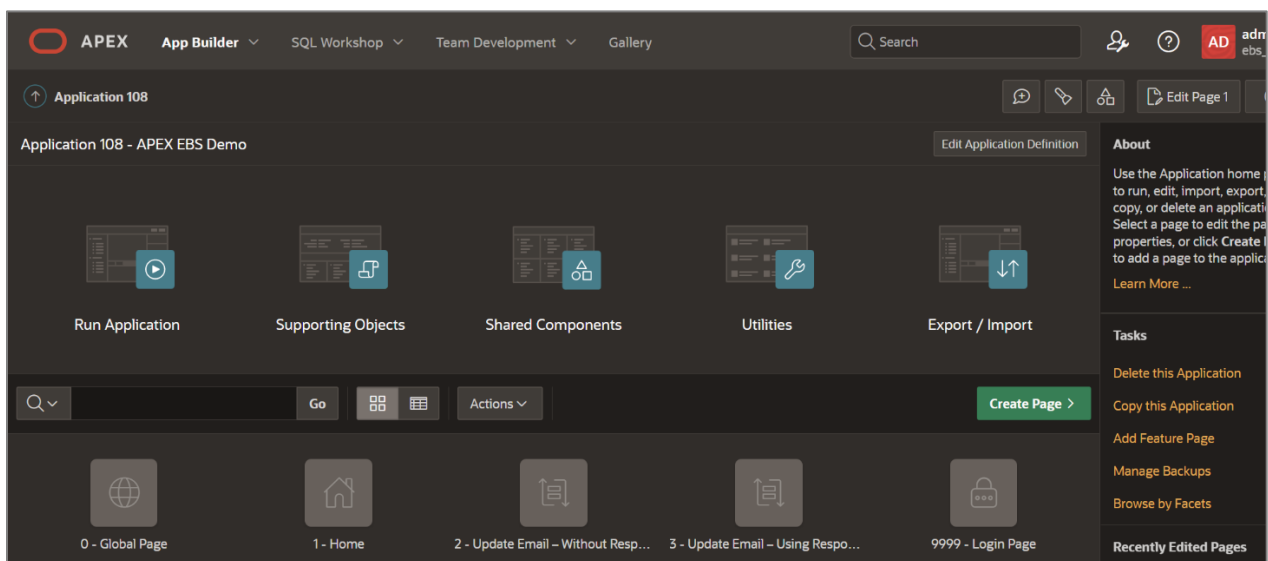 APEX App Builder SQL Workshop Team Development Gallery Search AD
Application 108 Edit Page 1
Application 108 - APEX EBS Demo Edit Application Definition
About
Use the Application home
to run, edit, import, export,
copy, or delete an
Select a page to edit the
properties, or click Create
to add a page to the
Learn More ...
Run Application Supporting Objects Shared Components Utilities Export / Import
Tasks
Delete this Application
Go Actions Create Page >
Copy this Application
Add Feature Page
Manage Backups
Browse by Facets
0 - Global Page 1 - Home 2 - Update Email – Without Resp... 3 - Update Email – Using Respo... 9999 - Login Page
Recently Edited Pages